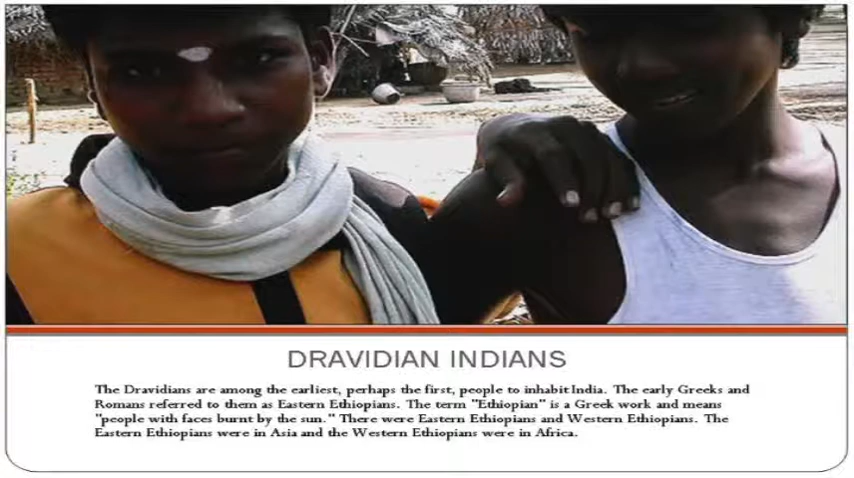 DRAVIDIAN INDIANS
The Dravidians are among the earliest, perhaps the first, people to inhabit India. The early Greeks and
Romans referred to them as Eastern Ethiopians. The term "Ethiopian" is a Greek work and means
"people with faces burnt by the sun." There were Eastern Ethiopians and Western Ethiopians. The
Eastern Ethiopians were in Asia and the Western Ethiopians were in Africa.